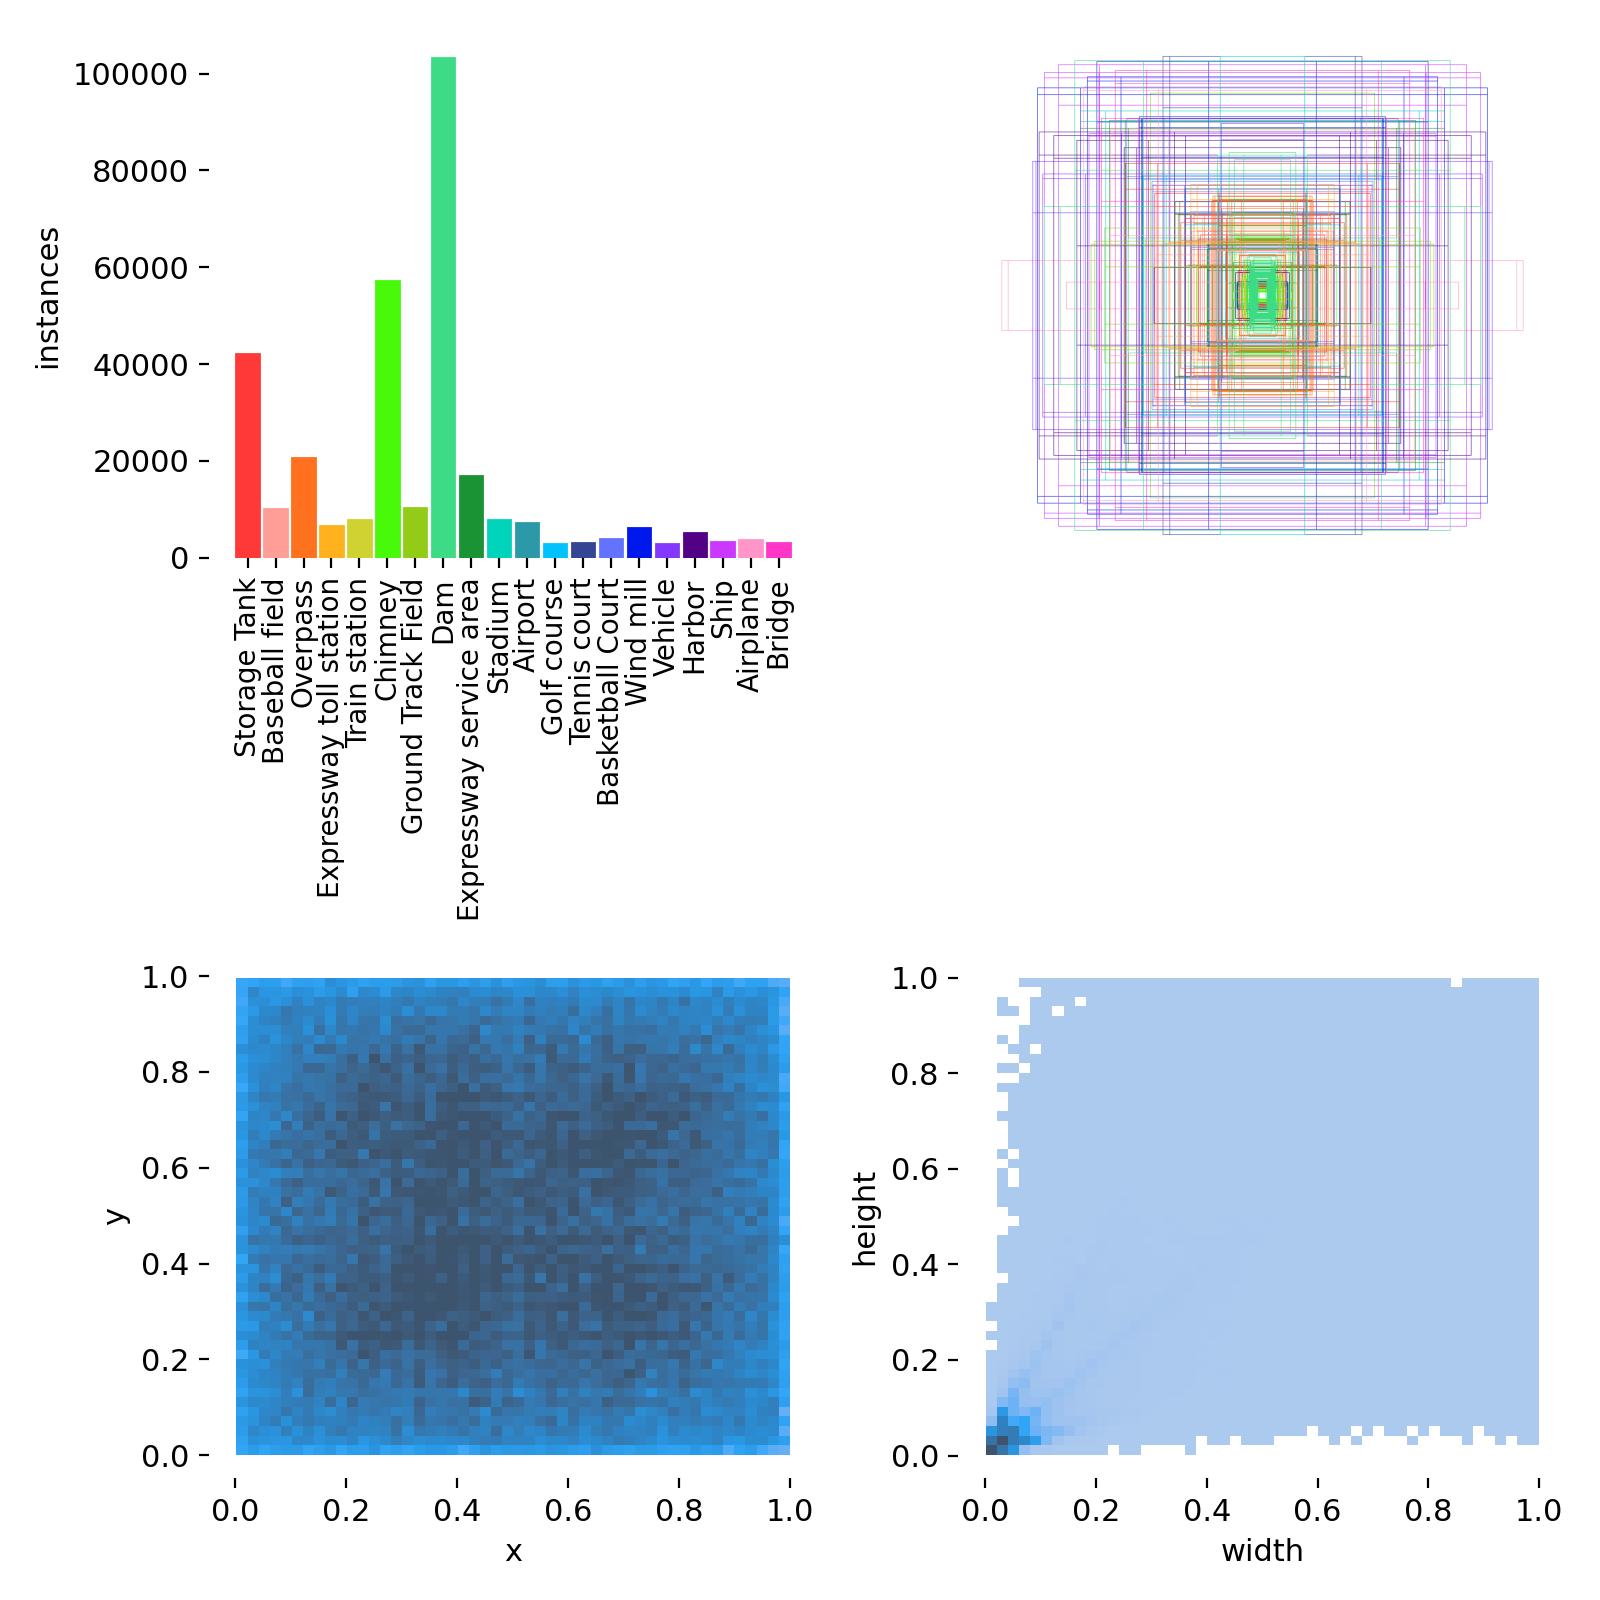 100000
80000
60000
40000
20000
0
instances
Storage Tank
Baseball field
Overpass
Expressway toll station
Train station
Chimney
Ground Track Field
Dam
Expressway service area
Stadium
Airport
Golf course
Tennis court
Basketball Court
Wind mill
Vehicle
Harbor
Ship
Airplane
Bridge
1.0
0.8
0.6
0.4
0.2
0.0
y
0.0 0.2 0.4 0.6 0.8 1.0
x
1.0
0.8
0.6
0.4
0.2
0.0
height
0.0 0.2 0.4 0.6 0.8 1.0
width